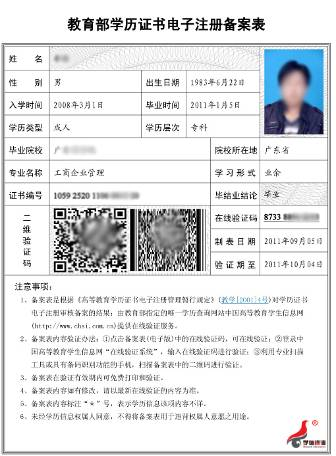 教育部学历证书电子注册备案表
姓 名
性 别 男 出生日期 1983年6月22日
入学时间 2008年3月1日 毕业时间 2011年1月5日
学历类型 成人 学历层次 专科
毕业院校 广 院校所在地 广东省
专业名称 工商企业管理 学习形式 业余
证书编号 1059 2520 1106 毕结业结论 毕业
二维验证码 在线验证码 8733
制表日期 2011年09月05日
验证期至 2011年10月04日
注意事项：
1、备案表是根据《高等教育学历证书电子注册管理暂行规定》(教学[2001]4号)对学历证书
电子注册审核备案的结果；由教育部指定的唯一学历查询网站中国高等教育学生信息网
(http://www.chsi.com.cn)提供在线验证服务。
2、备案表内容验证办法：①点击备案表(电子版)中的在线验证码，可在线验证；②登录中
国高等教育学生信息网"在线验证系统"，输入在线验证码进行验证；③利用专业扫描
工具或具有条码识别功能的手机，扫描备案表中的二维码进行验证。
3、备案表在验证有效期内可免费打印和验证。
4、备案表内容如有修改，请以最新在线验证的内容为准。
5、备案表内容标注"*"号，表示学历信息该项内容不详。
6、未经学历信息权属人同意，不得将备案表用于违背权属人意愿之用途。
学信咨询